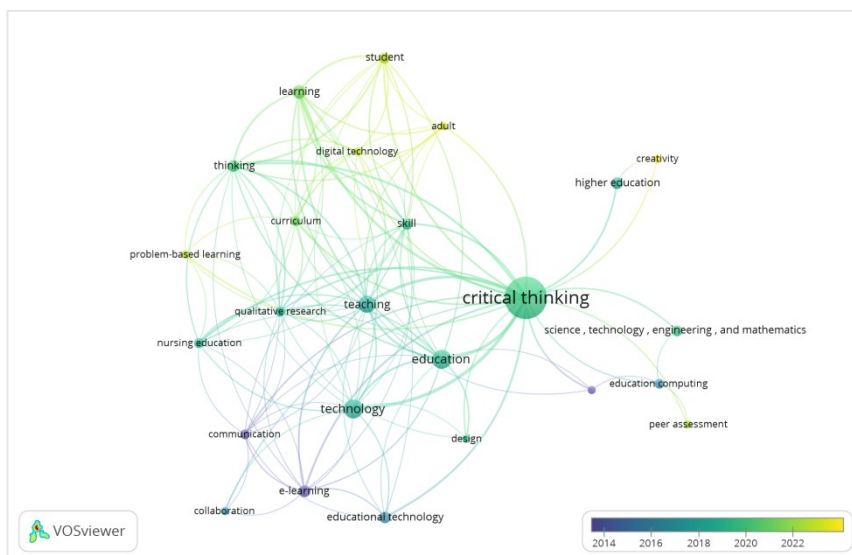 student
learning
adult
digital technology
creativity
thinking
higher education
curriculum
skill
problem-based learning
critical thinking
teaching
qualitative research
science , technology , engineering , and mathematics
nursing education
education
education computing
technology
peer assessment
communication
design
e-learning
collaboration
educational technology
VOSviewer
2014 2016 2018 2020 2022